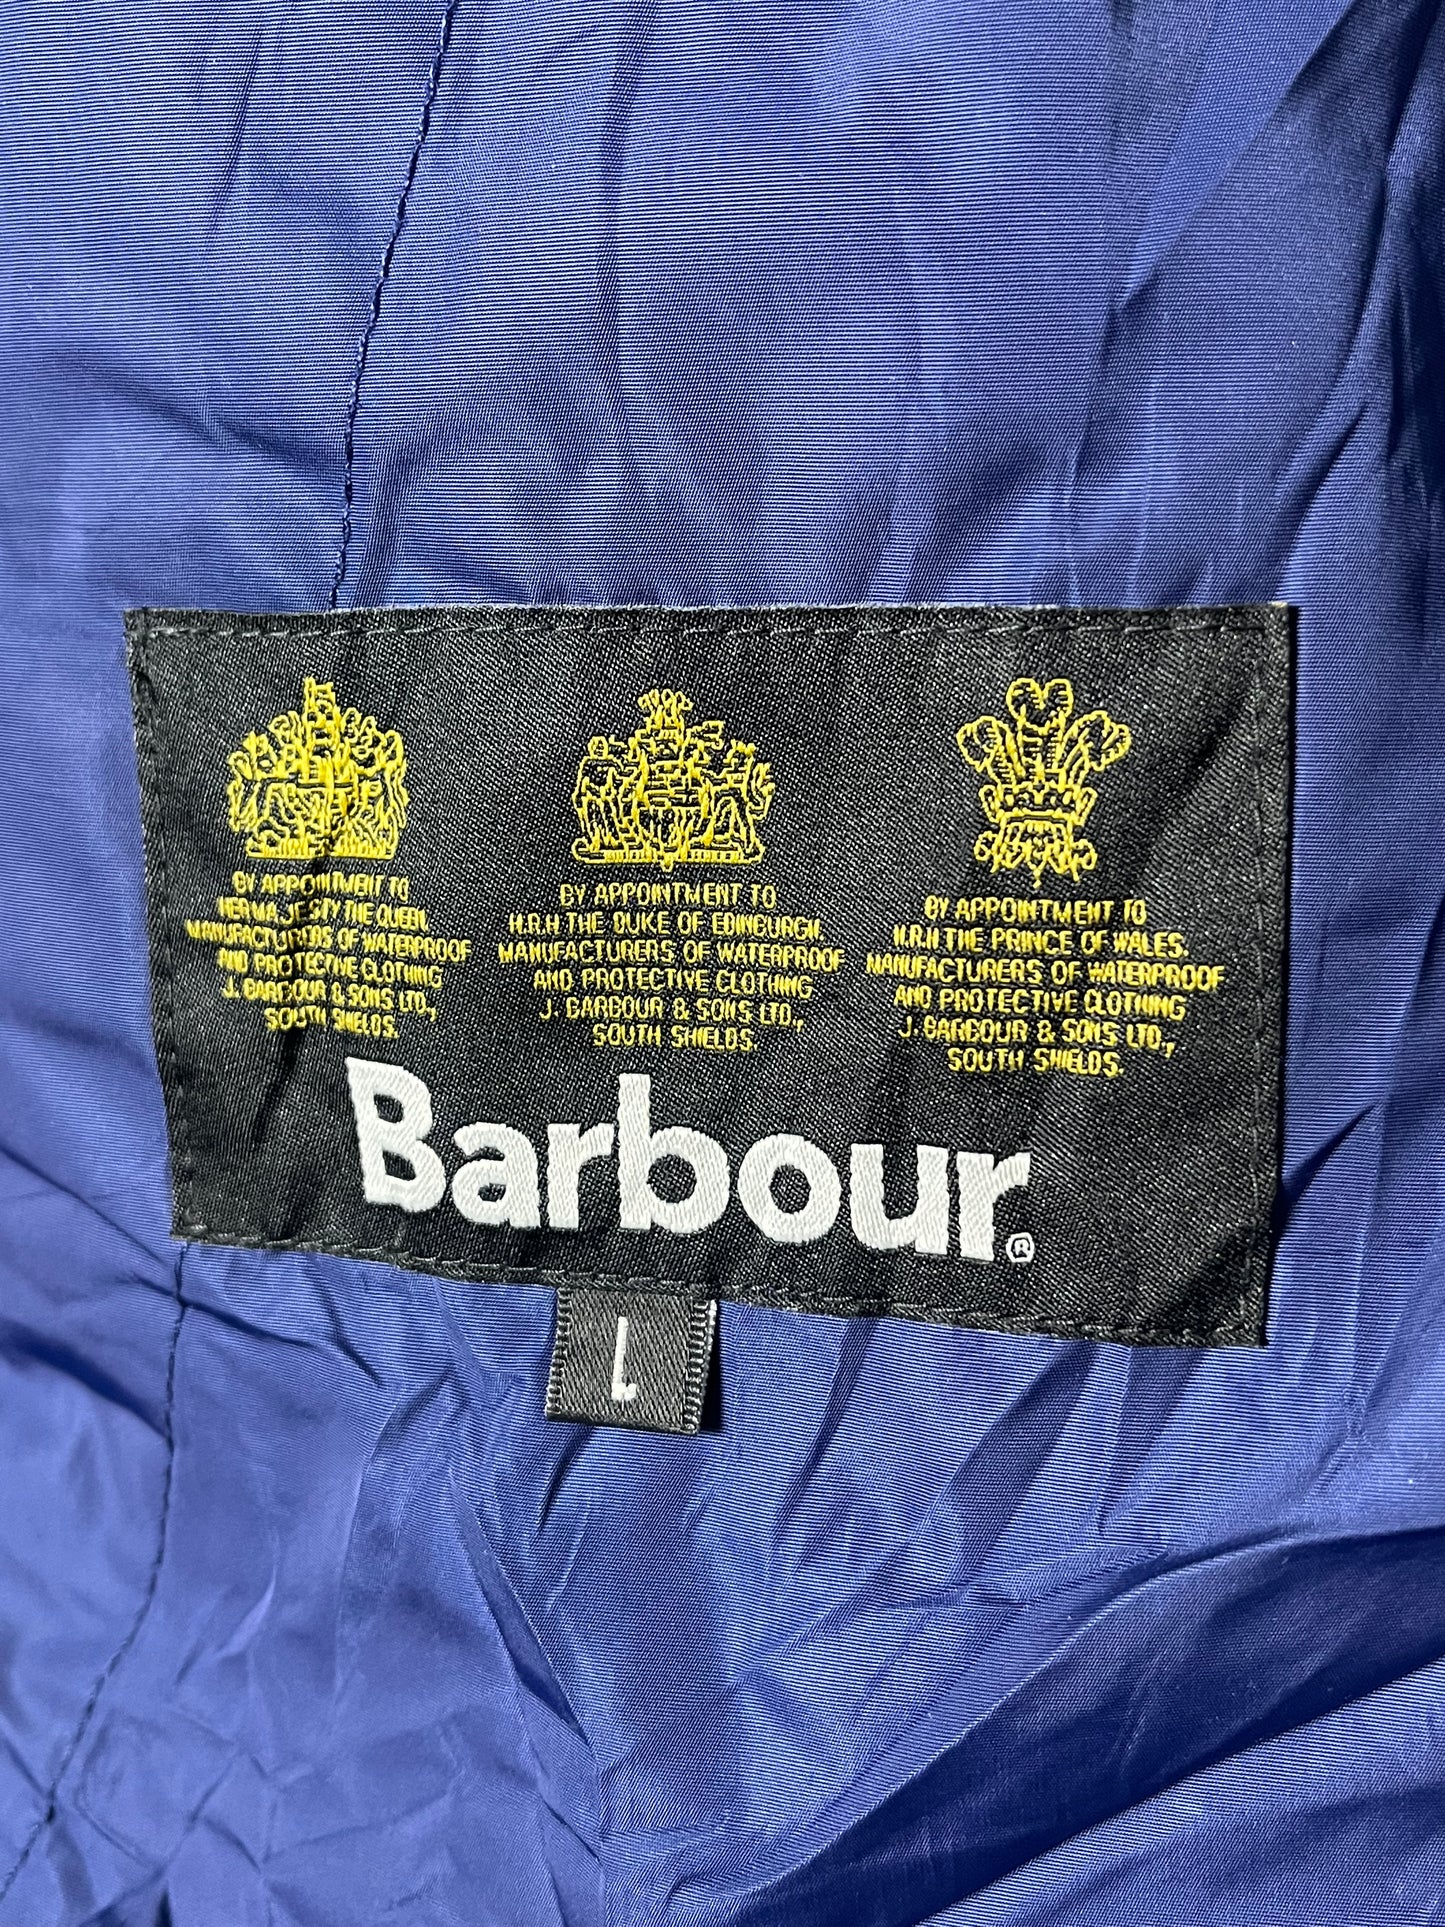 BY APPOINTMENT TO
HER MAJESTY THE QUEEN
MANUFACTURERS OF WATERPROOF
AND PROTECTIVE CLOTHING
J. BARBOUR & SONS LTD.,
SOUTH SHIELDS.
BY APPOINTMENT TO
H.R.H THE DUKE OF EDINBURGH
MANUFACTURERS OF WATERPROOF
AND PROTECTIVE CLOTHING
J. BARBOUR & SONS LTD.,
SOUTH SHIELDS.
BY APPOINTMENT TO
H.R.H THE PRINCE OF WALES.
MANUFACTURERS OF WATERPROOF
AND PROTECTIVE CLOTHING
J. BARBOUR & SONS LTD.,
SOUTH SHIELDS.
Barbour®
L